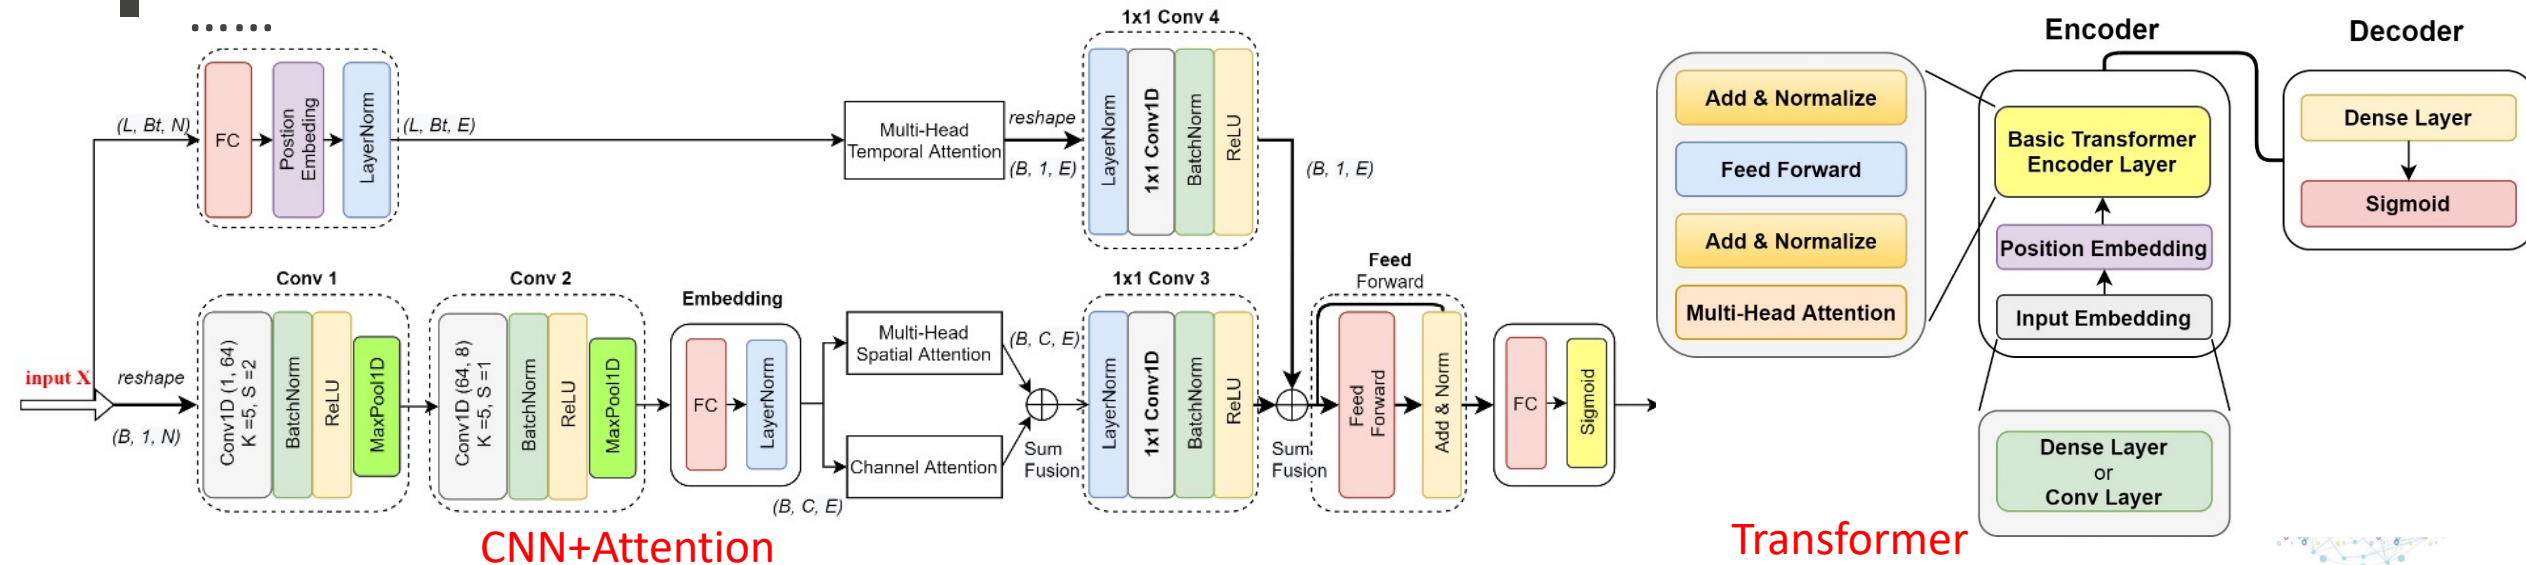 ......
1x1 Conv 4
(L, Bt, N)
FC
Postion
Embeding
LayerNorm
(L, Bt, E)
Multi-Head
Temporal Attention
reshape
(B, 1, E)
LayerNorm
1x1 Conv1D
BatchNorm
ReLU
(B, 1, E)
input X
reshape
(B, 1, N)
Conv 1
Conv1D (1, 64)
K =5, S =2
BatchNorm
ReLU
MaxPool1D
Conv 2
Conv1D (64, 8)
K =5, S =1
BatchNorm
ReLU
MaxPool1D
Embedding
FC
LayerNorm
(B, C, E)
Multi-Head
Spatial Attention
Channel Attention
(B, C, E)
Sum
Fusion
1x1 Conv 3
LayerNorm
1x1 Conv1D
BatchNorm
ReLU
Sum
Fusion
Feed
Forward
Feed
Forward
Add & Norm
FC
Sigmoid
CNN+Attention
Add & Normalize
Feed Forward
Add & Normalize
Multi-Head Attention
Encoder
Basic Transformer
Encoder Layer
Position Embedding
Input Embedding
Dense Layer
or
Conv Layer
Decoder
Dense Layer
Sigmoid
Transformer